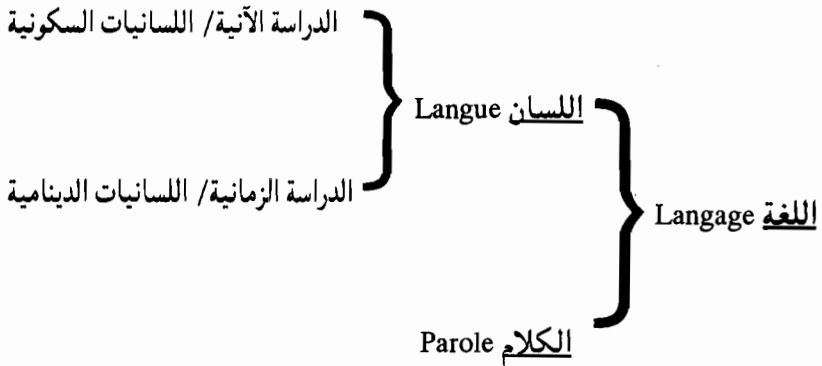 الدراسة الآنية/ اللسانيات السكونية
اللسان Langue
الدراسة الزمانية/ اللسانيات الدينامية
اللغة Langage
الكلام Parole